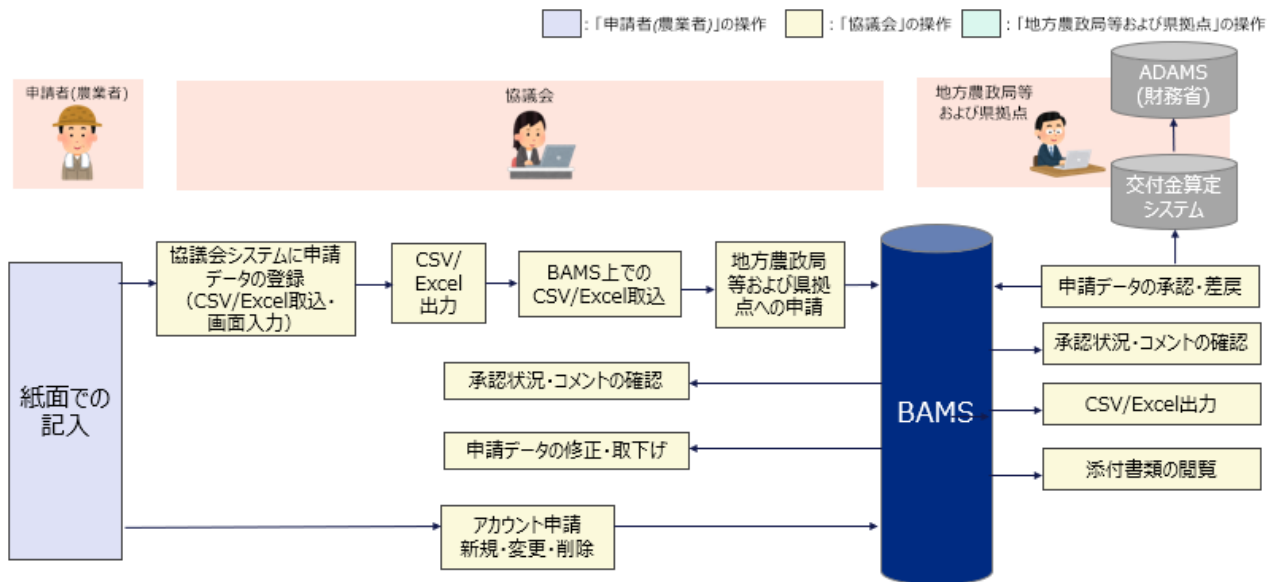 ：「申請者(農業者)」の操作
：「協議会」の操作
：「地方農政局等および県拠点」の操作
申請者(農業者)
協議会
地方農政局等
および県拠点
ADAMS
(財務省)
交付金算定
システム
紙面での
記入
協議会システムに申請
データの登録
（CSV/Excel取込・
画面入力）
CSV/
Excel
出力
BAMS上での
CSV/Excel取込
地方農政局
等および県拠
点への申請
承認状況・コメントの確認
申請データの修正・取下げ
アカウント申請
新規・変更・削除
BAMS
申請データの承認・差戻
承認状況・コメントの確認
CSV/Excel出力
添付書類の閲覧